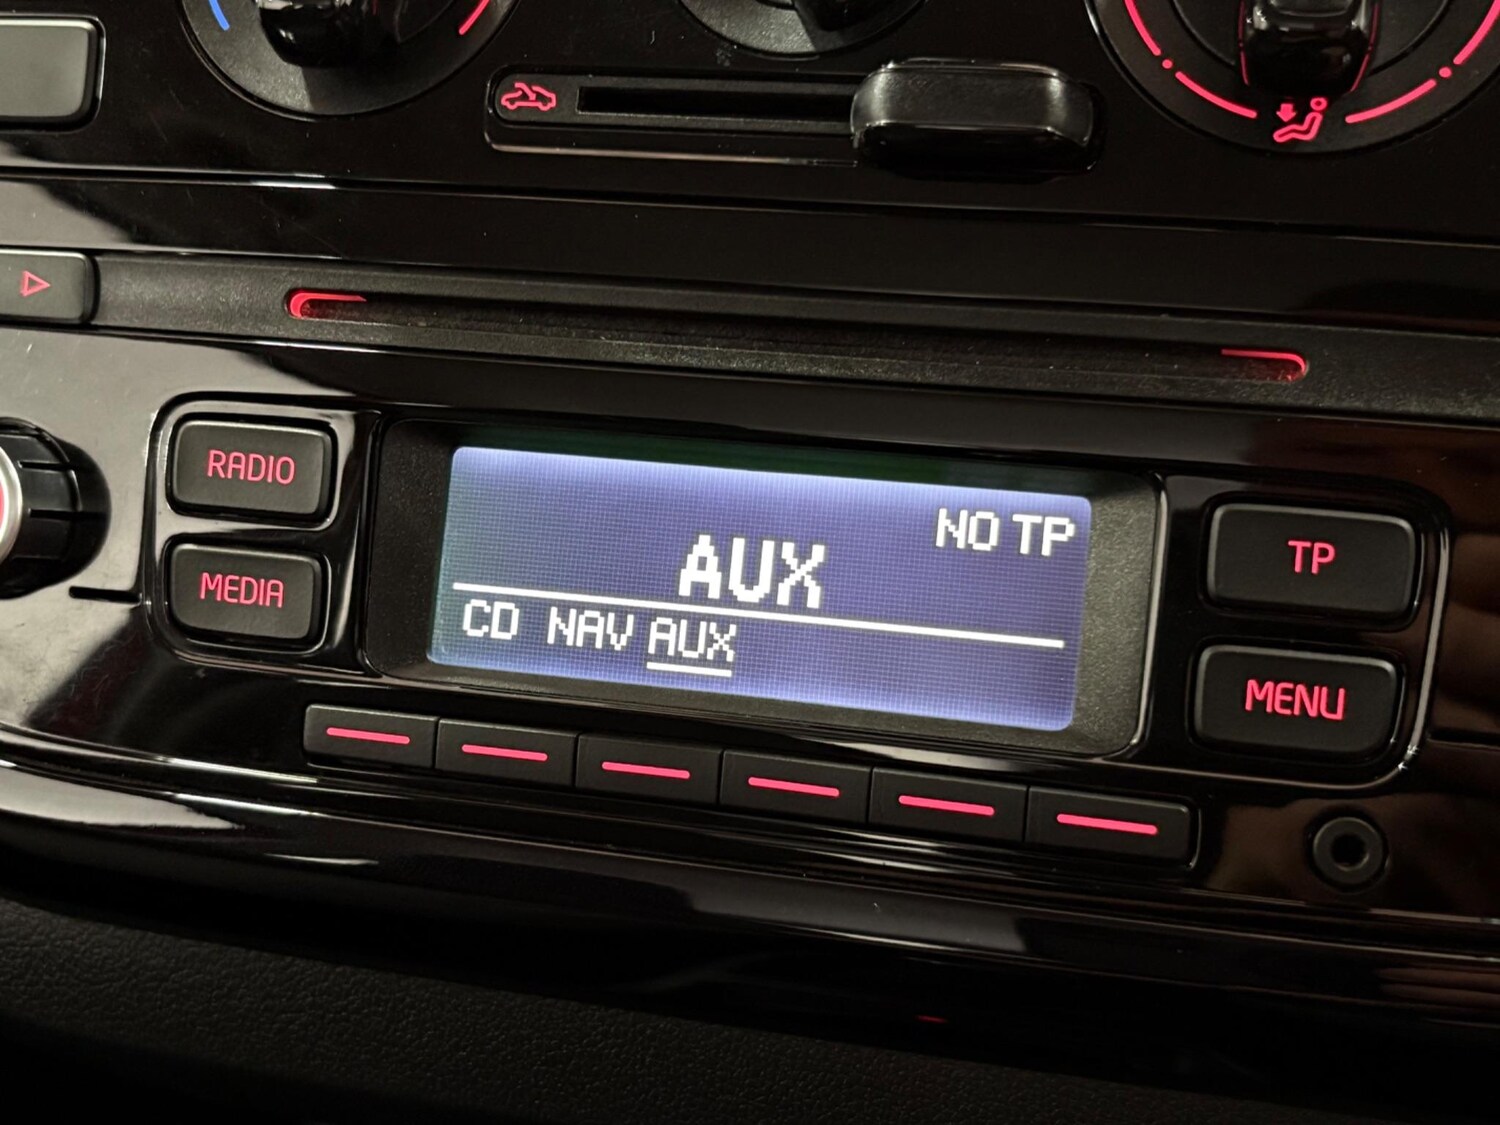 RADIO
MEDIA
NO TP
AUX
CD NAV AUX
TP
MENU